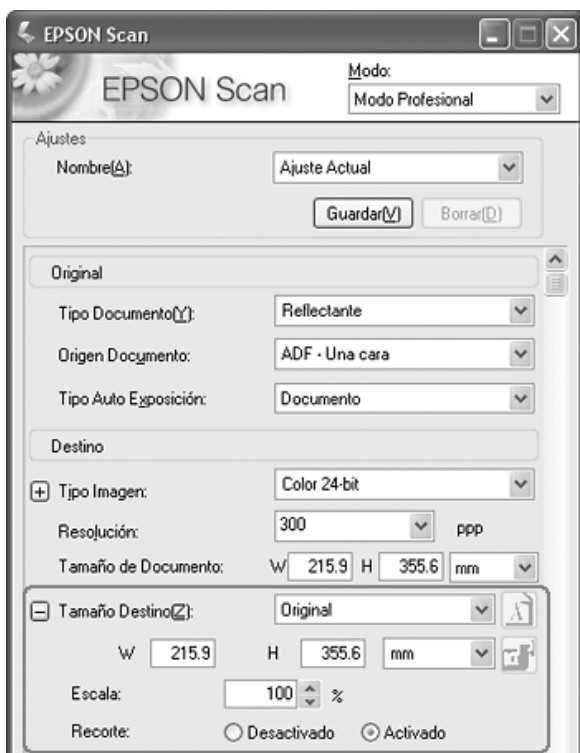 EPSON Scan
EPSON Scan
Modo:
Modo Profesional
Ajustes
Nombre(A): Ajuste Actual
Guardar(V) Borrar(D)
Original
Tipo Documento(Y): Reflectante
Origen Documento: ADF - Una cara
Tipo Auto Exposición: Documento
Destino
Tipo Imagen: Color 24-bit
Resolución: 300 ppp
Tamaño de Documento: W 215.9 H 355.6 mm
Tamaño Destino(Z): Original
W 215.9 H 355.6 mm
Escala: 100 %
Recorte: Desactivado Activado